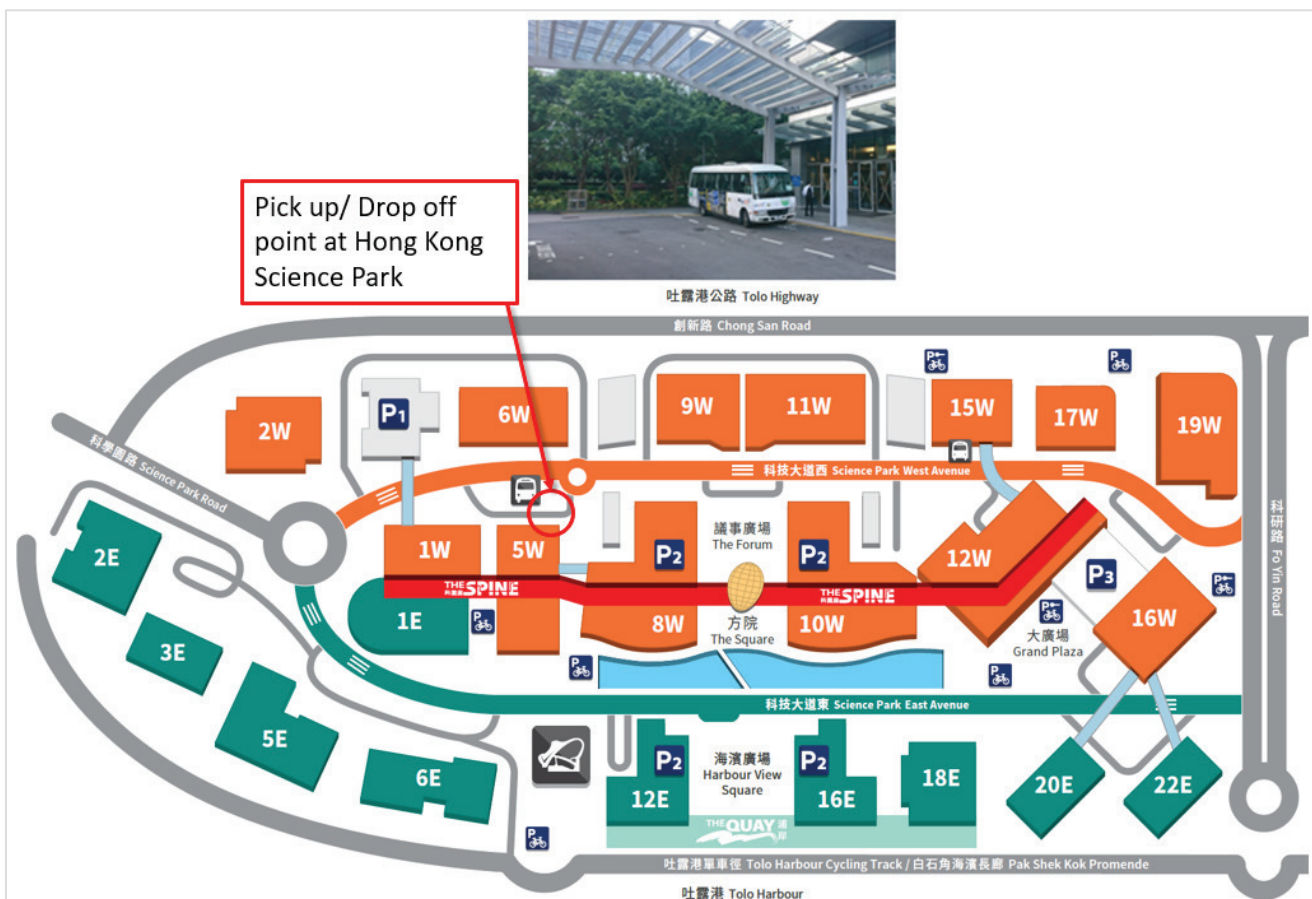 Pick up/ Drop off
point at Hong Kong
Science Park
吐露港公路 Tolo Highway
創新路 Chong San Road
P1
6W
9W
11W
P
15W
P
17W
19W
2W
科學園路 Science Park Road
科技大道西 Science Park West Avenue
科研路 Fo Yin Road
2E
1W
5W
P2
議事廣場
The Forum
P2
12W
P3
P
THE SPINE
THE SPINE
1E
P
8W
方院
The Square
10W
P
大廣場
Grand Plaza
16W
3E
P
P
科技大道東 Science Park East Avenue
5E
6E
P2
海濱廣場
Harbour View
Square
P2
12E
16E
18E
20E
22E
THE QUAY 浦岸
P
吐露港單車徑 Tolo Harbour Cycling Track / 白石角海濱長廊 Pak Shek Kok Promende
吐露港 Tolo Harbour